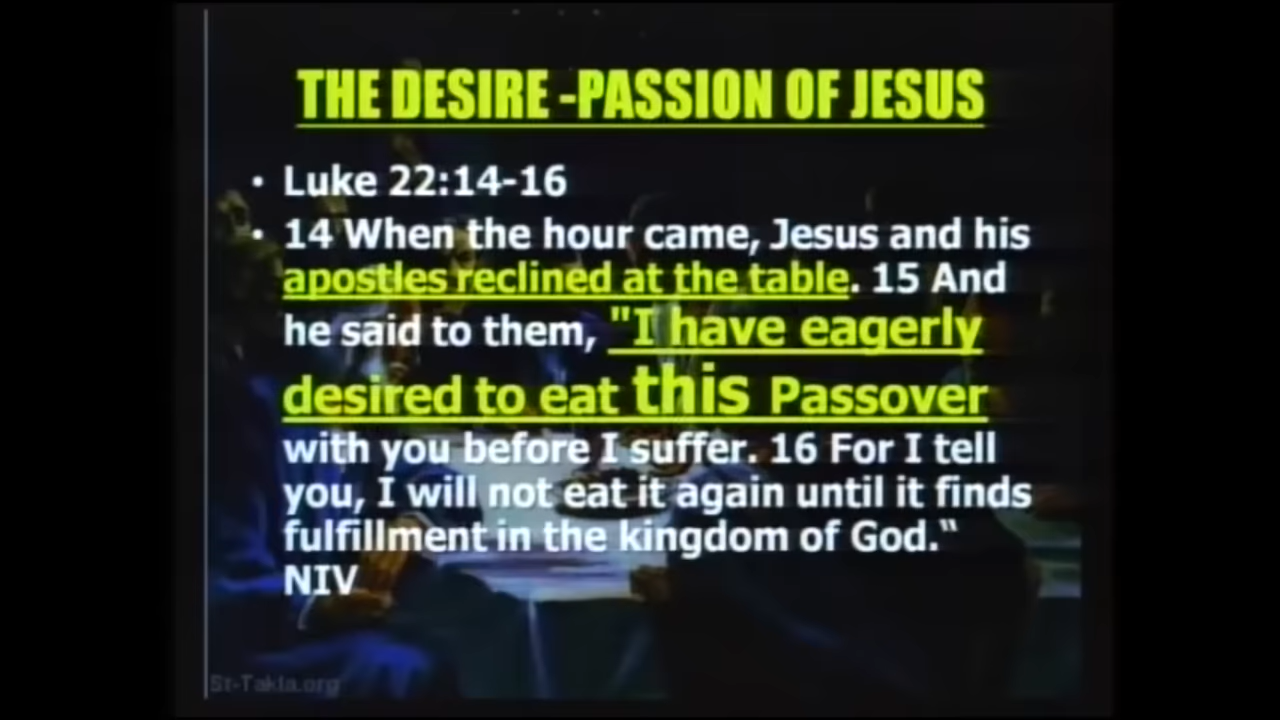 THE DESIRE -PASSION OF JESUS
• Luke 22:14-16
• 14 When the hour came, Jesus and his
apostles reclined at the table. 15 And
he said to them, "I have eagerly
desired to eat this Passover
with you before I suffer. 16 For I tell
you, I will not eat it again until it finds
fulfillment in the kingdom of God.“
NIV
St-Takla.org